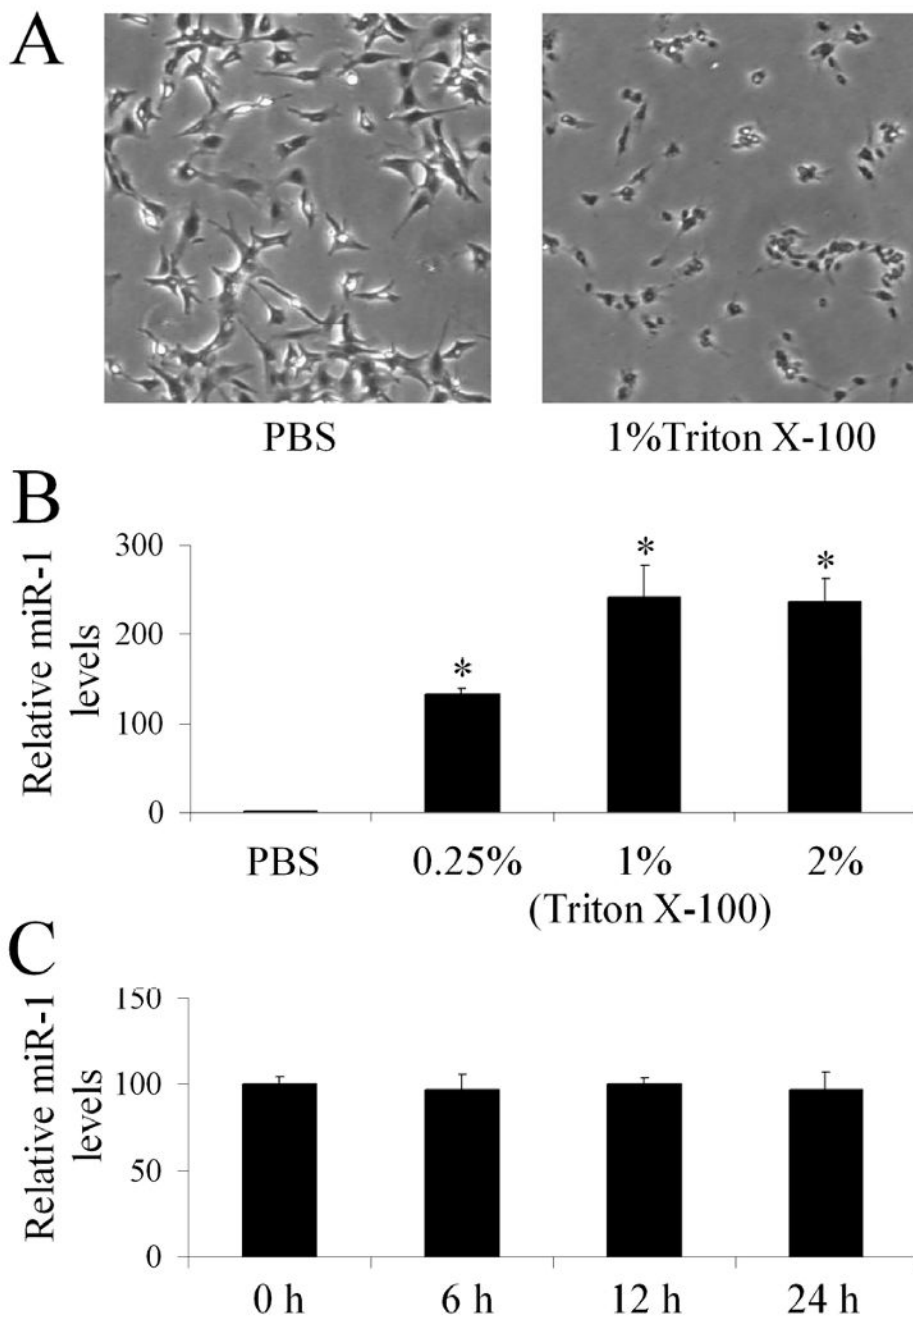 A
PBS
1%Triton X-100
B
Relative miR-1
levels
300
200
100
0
*
*
*
PBS
0.25%
1%
2%
(Triton X-100)
C
Relative miR-1
levels
150
100
50
0
0 h
6 h
12 h
24 h